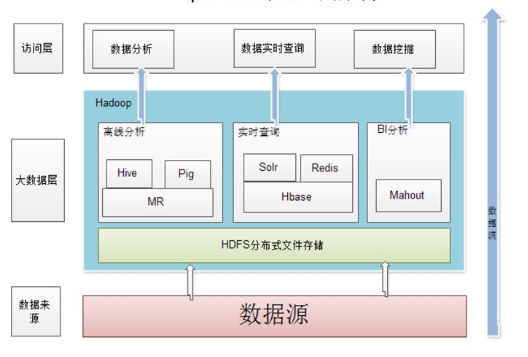 访问层
数据分析
数据实时查询
数据挖掘
Hadoop
离线分析
实时查询
BI分析
Hive
Pig
Solr
Redis
大数据层
MR
Hbase
Mahout
数据流
HDFS分布式文件存储
数据来
源
数据源